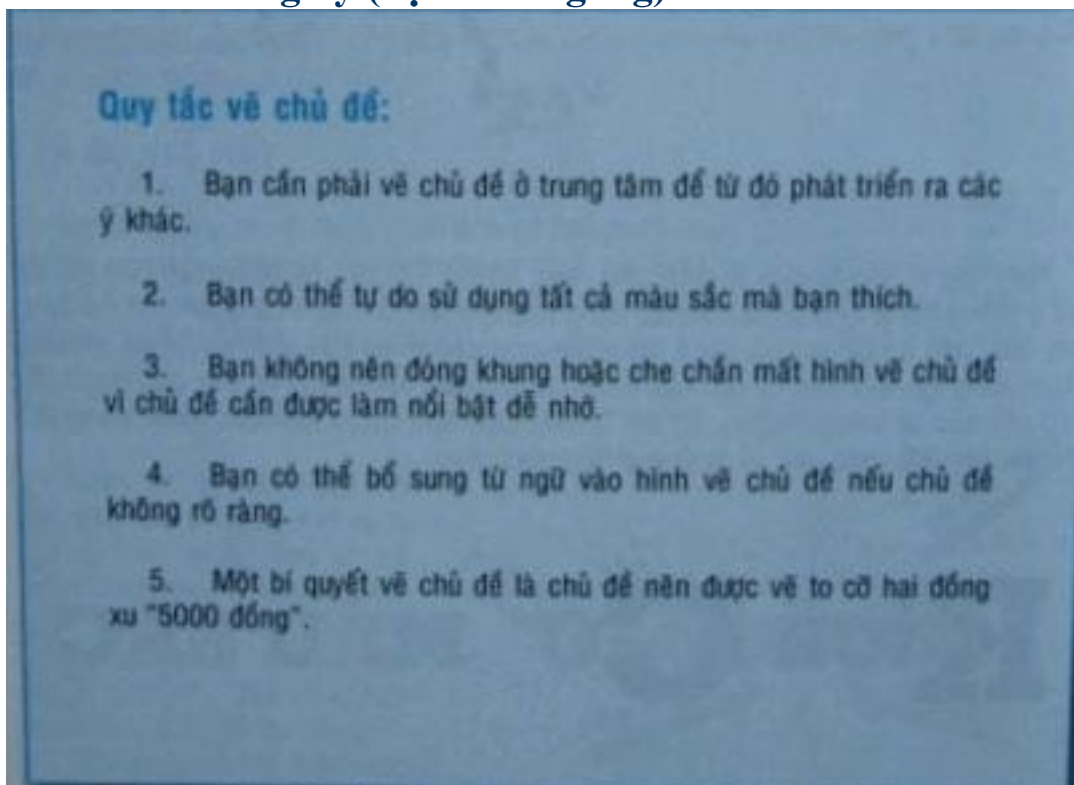 Quy tắc vẽ chủ đề:
1. Bạn cần phải vẽ chủ đề ở trung tâm để từ đó phát triển ra các
ý khác.
2. Bạn có thể tự do sử dụng tất cả màu sắc mà bạn thích.
3. Bạn không nên đóng khung hoặc che chắn mất hình vẽ chủ đề
vì chủ đề cần được làm nổi bật dễ nhớ.
4. Bạn có thể bổ sung từ ngữ vào hình vẽ chủ đề nếu chủ đề
không rõ ràng.
5. Một bí quyết vẽ chủ đề là chủ đề nên được vẽ to cỡ hai đồng
xu "5000 đồng".